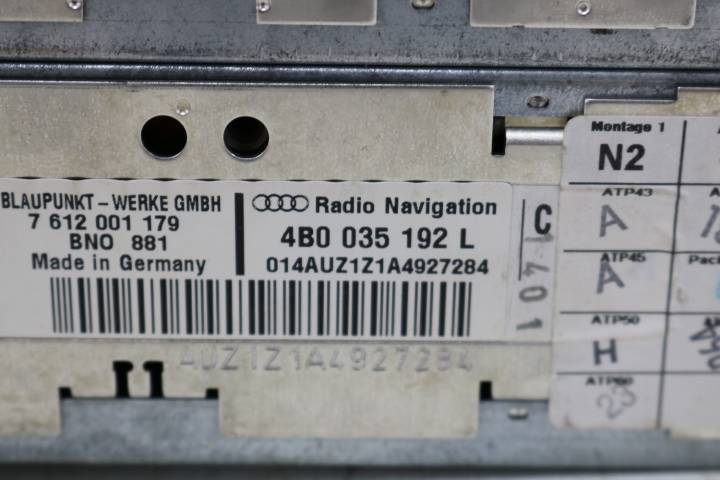 BLAUPUNKT - WERKE GMBH
7 612 001 179
BNO 881
Made in Germany
Radio Navigation
4B0 035 192 L
014AUZ1Z1A4927284
C
1401
AUZ1Z1A4927284
Montage 1
N2
ATP43
A
ATP45
A
ATP50
H
ATP60
23